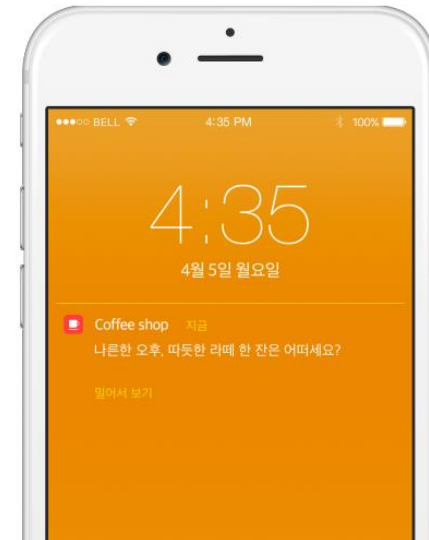 BELL 4:35 PM 100%
4:35
4월 5일 월요일
Coffee shop 지금
나른한 오후, 따듯한 라떼 한 잔은 어떠세요?
밀어서 보기